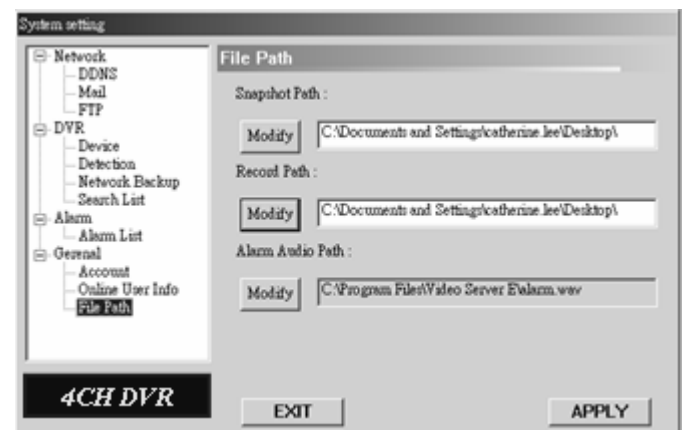 System setting
Network
DDNS
Mail
FTP
DVR
Device
Detection
Network Backup
Search List
Alarm
Alarm List
Gerenal
Account
Online User Info
File Path
4CH DVR
File Path
Snapshot Path :
Modify C:\Documents and Settings\catherine.lee\Desktop\
Record Path :
Modify C:\Documents and Settings\catherine.lee\Desktop\
Alarm Audio Path :
Modify C:\Program Files\Video Server E\alarm.wav
EXIT APPLY